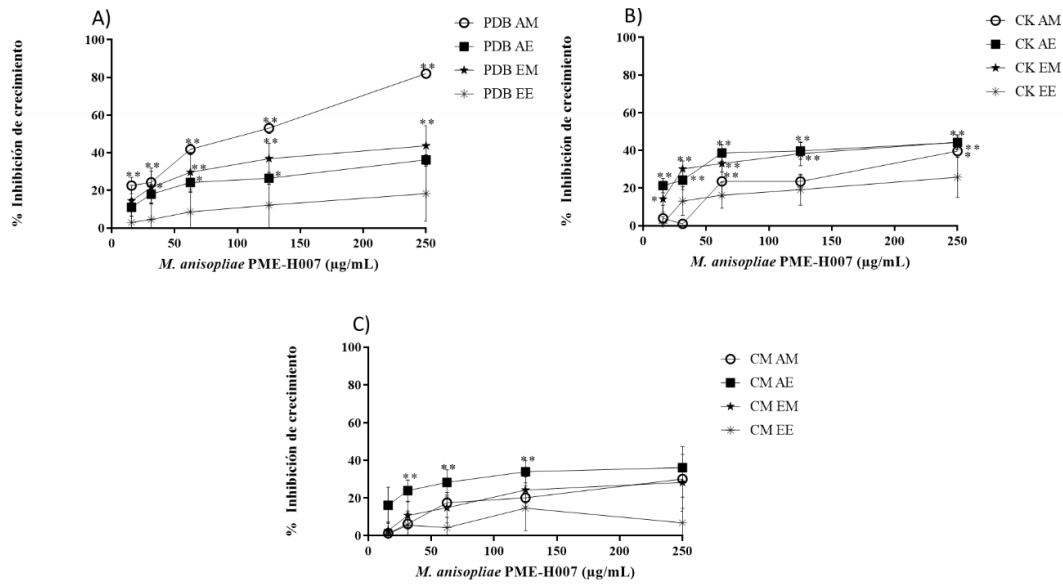 A)
% Inhibición de crecimiento
100
80
60
40
20
0
0
50
100
150
200
250
M. anisopliae PME-H007 (µg/mL)
PDB AM
PDB AE
PDB EM
PDB EE
** ** ** ** **
** ** **
* * *
B)
% Inhibición de crecimiento
100
80
60
40
20
0
0
50
100
150
200
250
M. anisopliae PME-H007 (µg/mL)
CK AM
CK AE
CK EM
CK EE
** ** ** ** **
* ** ** ** **
** *
C)
% Inhibición de crecimiento
100
80
60
40
20
0
0
50
100
150
200
250
M. anisopliae PME-H007 (µg/mL)
CM AM
CM AE
CM EM
CM EE
** ** **